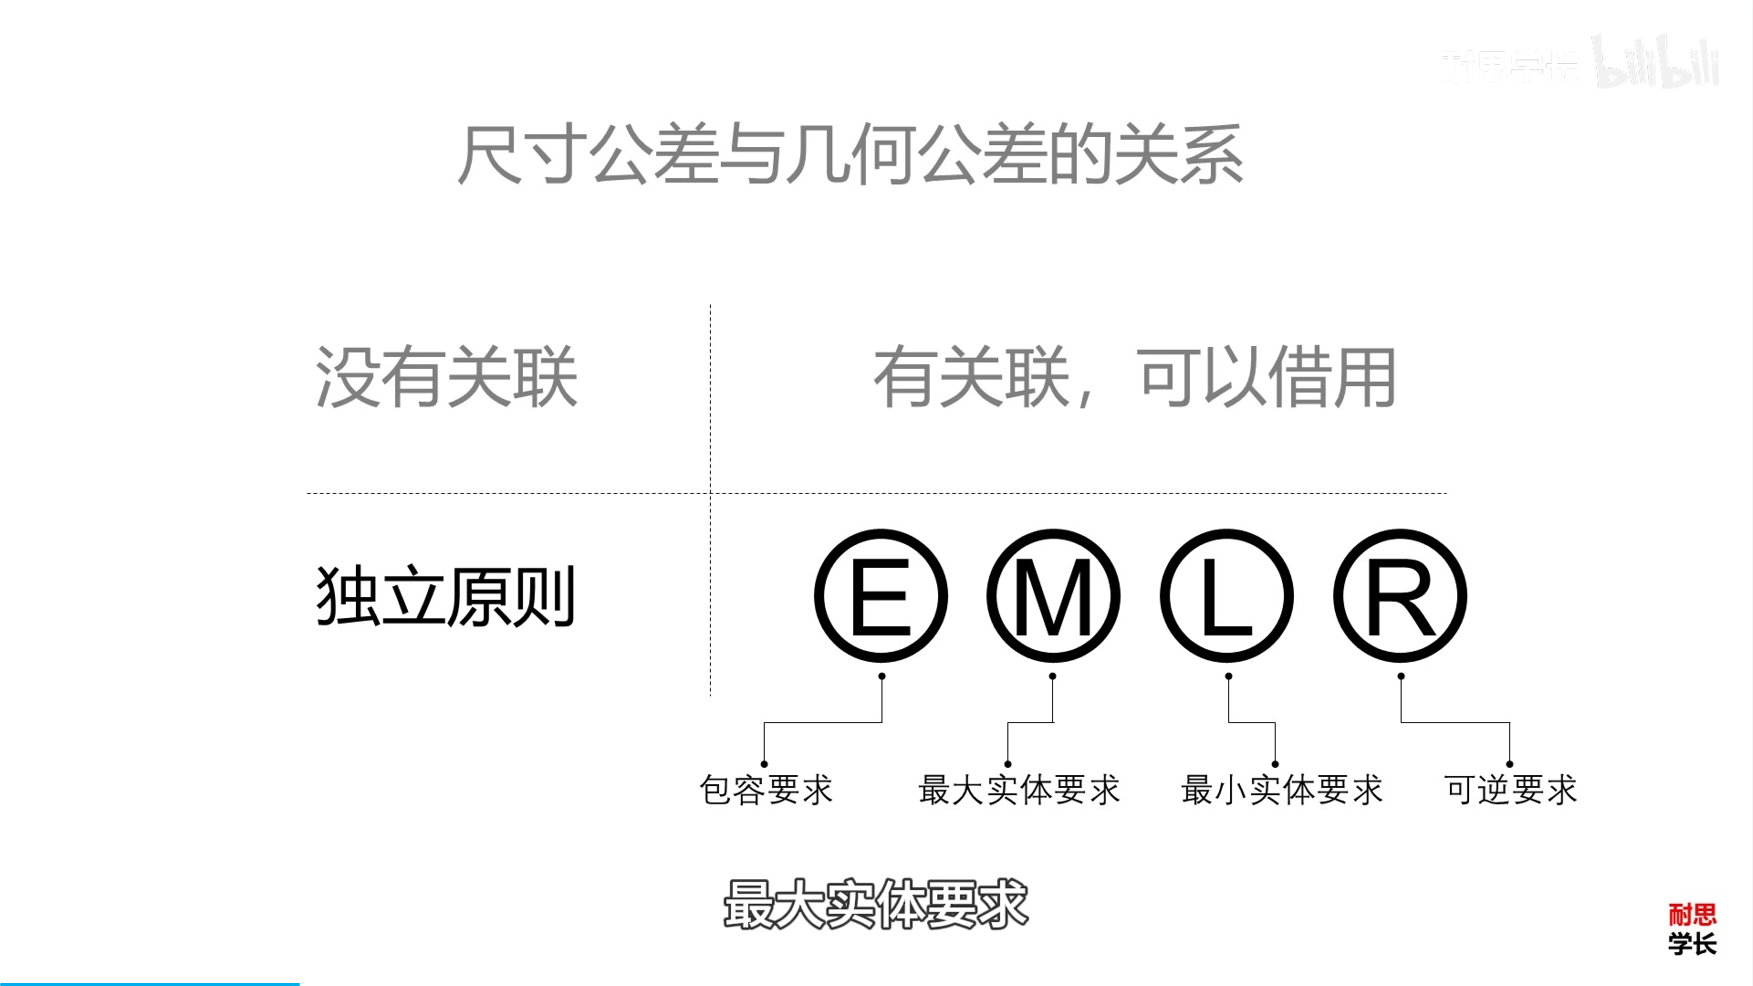 耐思学长 bilibili
尺寸公差与几何公差的关系
没有关联
有关联，可以借用
独立原则
E M L R
包容要求 最大实体要求 最小实体要求 可逆要求
最大实体要求
耐思
学长